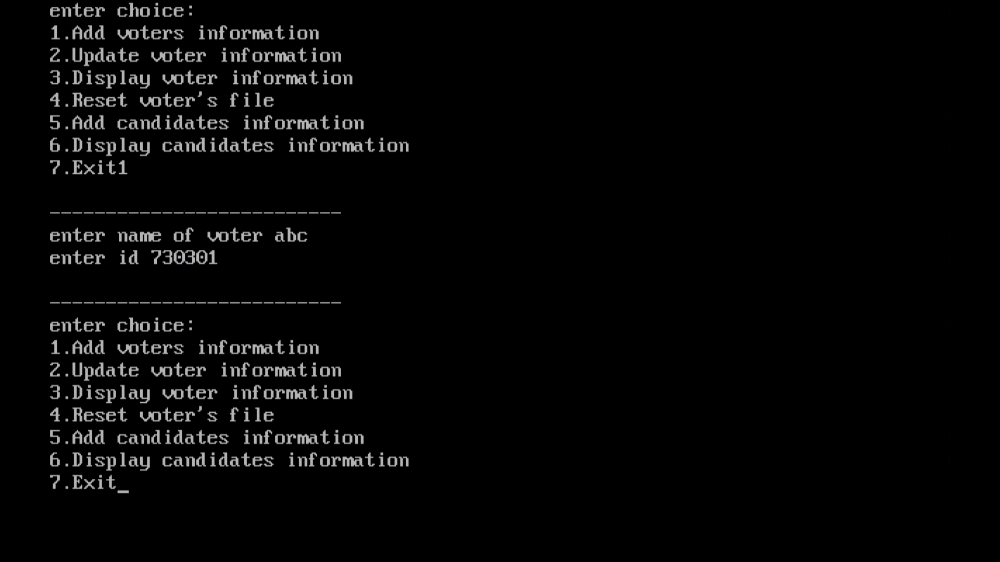 enter choice:
1.Add voters information
2.Update voter information
3.Display voter information
4.Reset voter's file
5.Add candidates information
6.Display candidates information
7.Exit1
--------------------------
enter name of voter abc
enter id 730301
--------------------------
enter choice:
1.Add voters information
2.Update voter information
3.Display voter information
4.Reset voter's file
5.Add candidates information
6.Display candidates information
7.Exit_